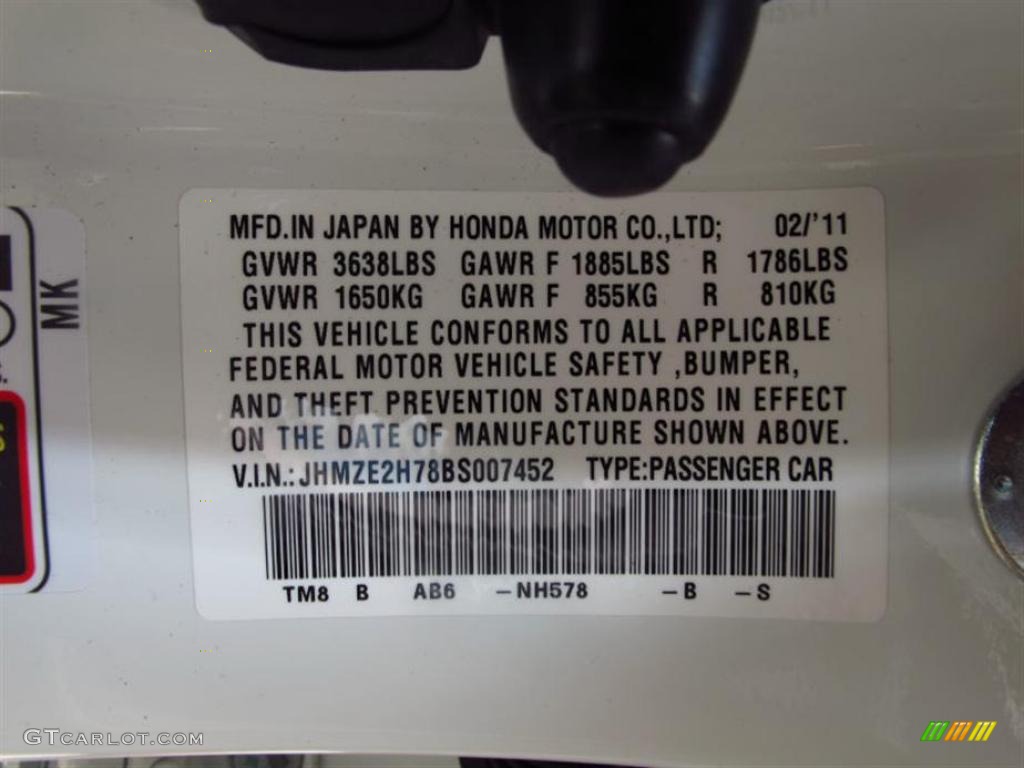 MFD.IN JAPAN BY HONDA MOTOR CO.,LTD; 02/'11
GVWR 3638LBS GAWR F 1885LBS R 1786LBS
GVWR 1650KG GAWR F 855KG R 810KG
THIS VEHICLE CONFORMS TO ALL APPLICABLE
FEDERAL MOTOR VEHICLE SAFETY ,BUMPER,
AND THEFT PREVENTION STANDARDS IN EFFECT
ON THE DATE OF MANUFACTURE SHOWN ABOVE.
V.I.N.:JHMZE2H78BS007452 TYPE:PASSENGER CAR
TM8 B AB6 -NH578 -B -S
MK
GTCARLOT.COM